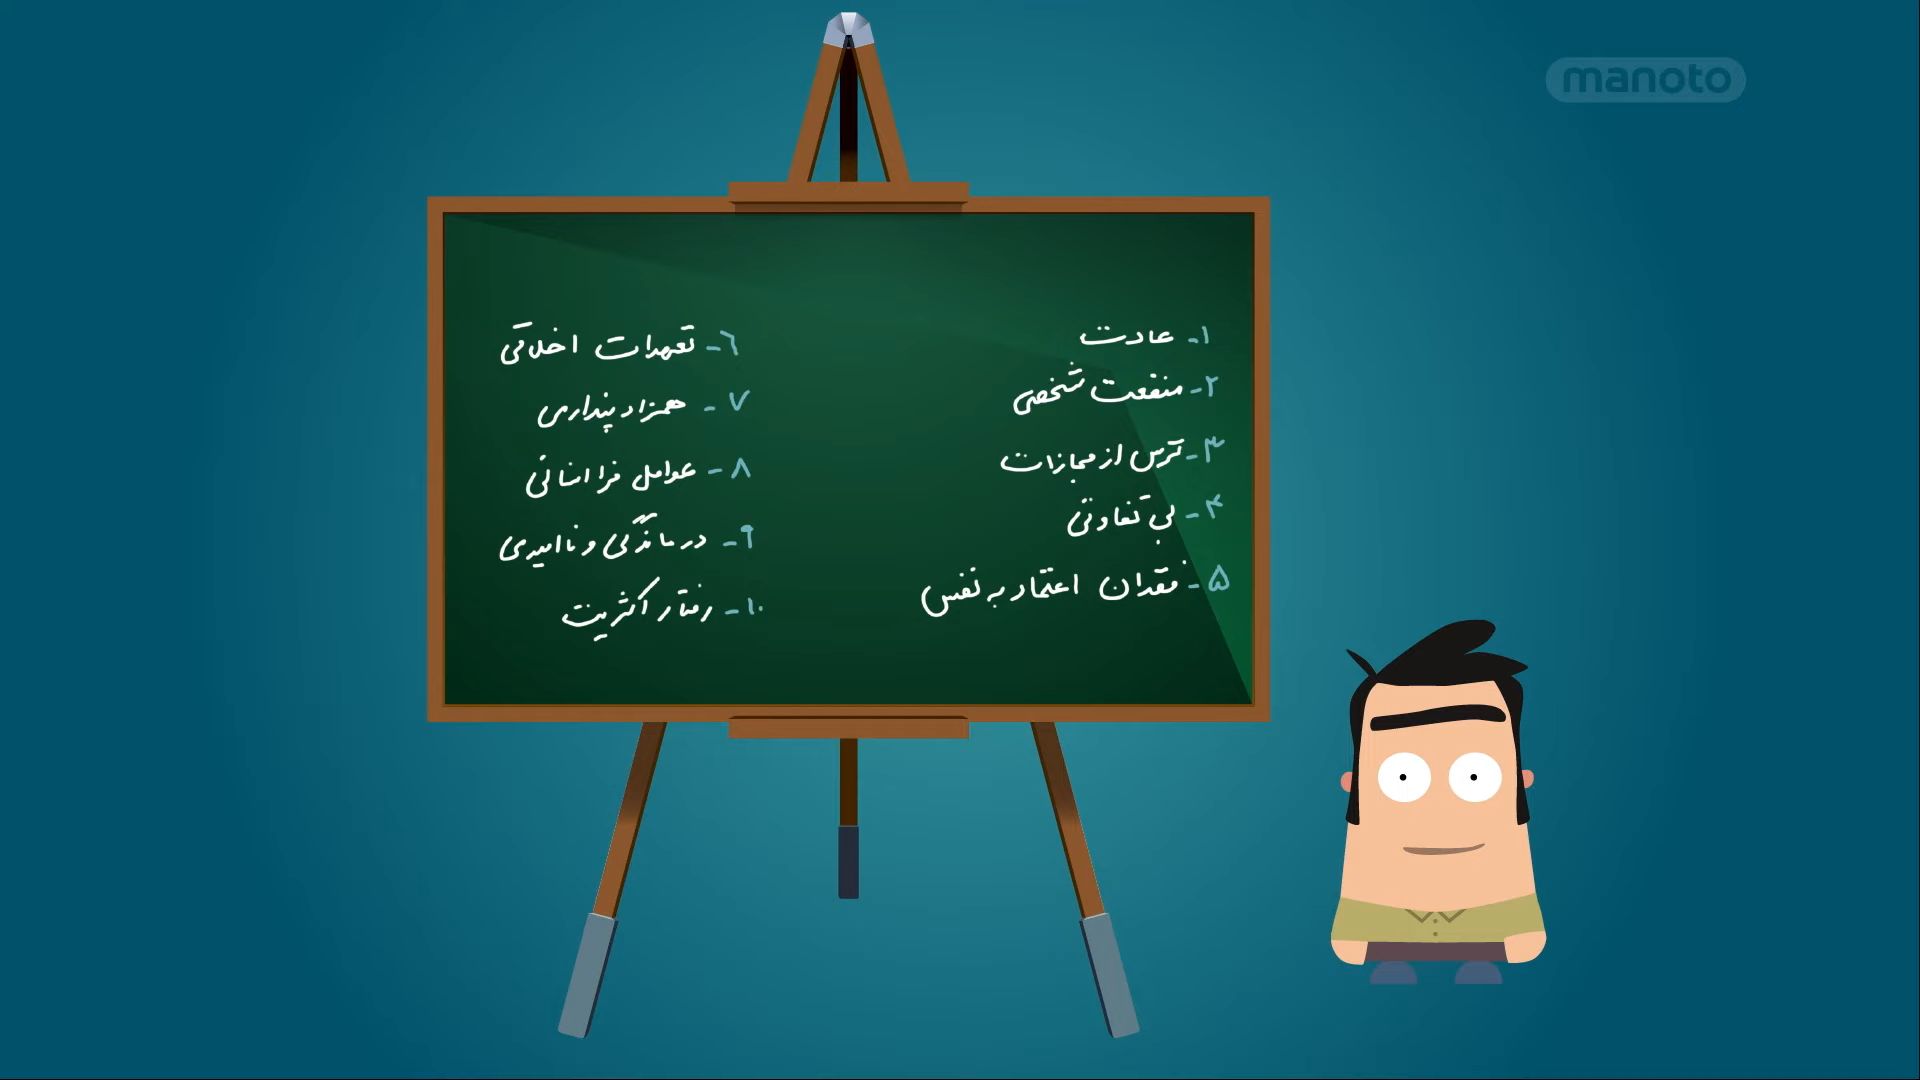 manoto
۱- عادت
۲- منفعت شخصی
۳- ترس از مجازات
۴- بی تفاوتی
۵- فقدان اعتماد به نفس
۶- تعهدات اخلاقی
۷- همزاد پنداری
۸- عوامل فرا انسانی
۹- درماندگی و ناامیدی
۱۰- رفتار اکثریت